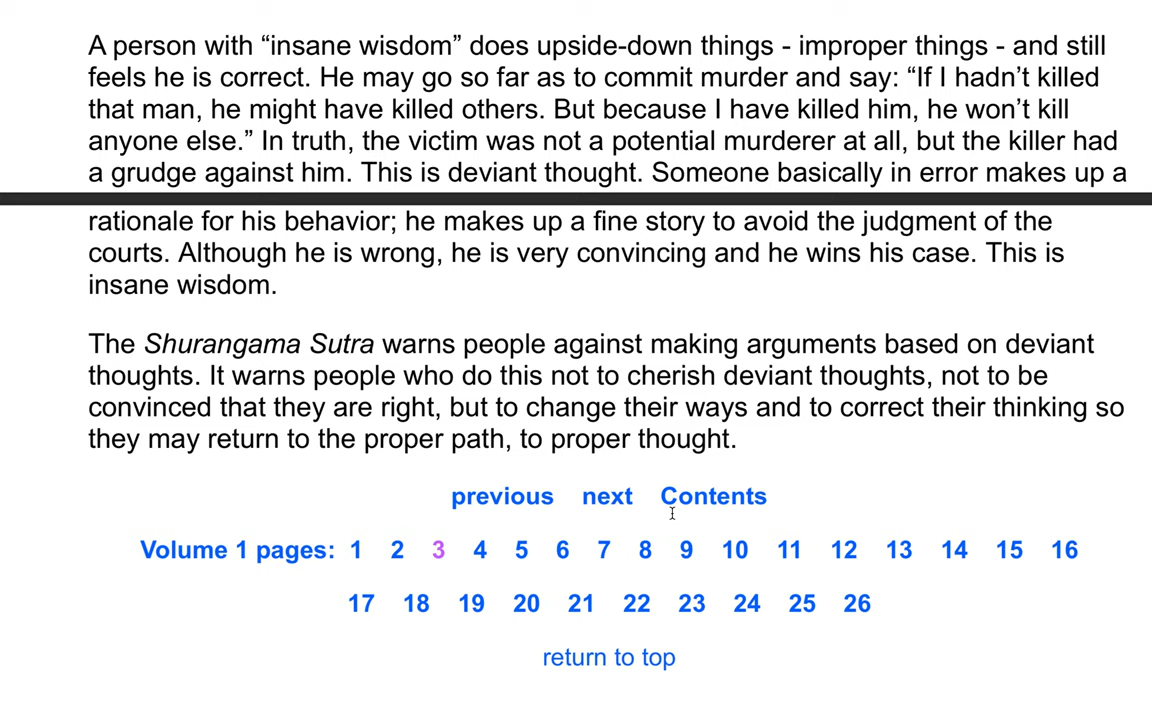 A person with “insane wisdom” does upside-down things - improper things - and still
feels he is correct. He may go so far as to commit murder and say: “If I hadn’t killed
that man, he might have killed others. But because I have killed him, he won’t kill
anyone else.” In truth, the victim was not a potential murderer at all, but the killer had
a grudge against him. This is deviant thought. Someone basically in error makes up a
rationale for his behavior; he makes up a fine story to avoid the judgment of the
courts. Although he is wrong, he is very convincing and he wins his case. This is
insane wisdom.
The Shurangama Sutra warns people against making arguments based on deviant
thoughts. It warns people who do this not to cherish deviant thoughts, not to be
convinced that they are right, but to change their ways and to correct their thinking so
they may return to the proper path, to proper thought.
previous next Contents
Volume 1 pages: 1 2 3 4 5 6 7 8 9 10 11 12 13 14 15 16
17 18 19 20 21 22 23 24 25 26
return to top